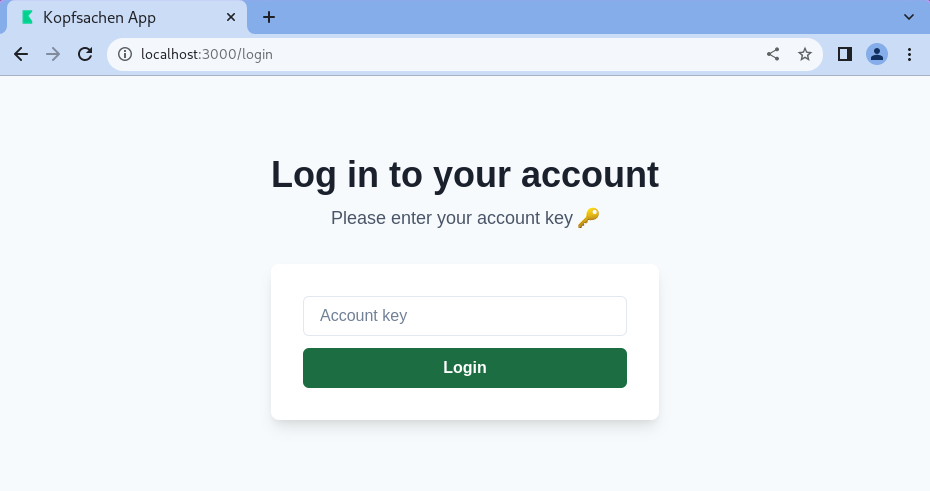 Kopfsachen App
localhost:3000/login
Log in to your account
Please enter your account key 🔑
Account key
Login